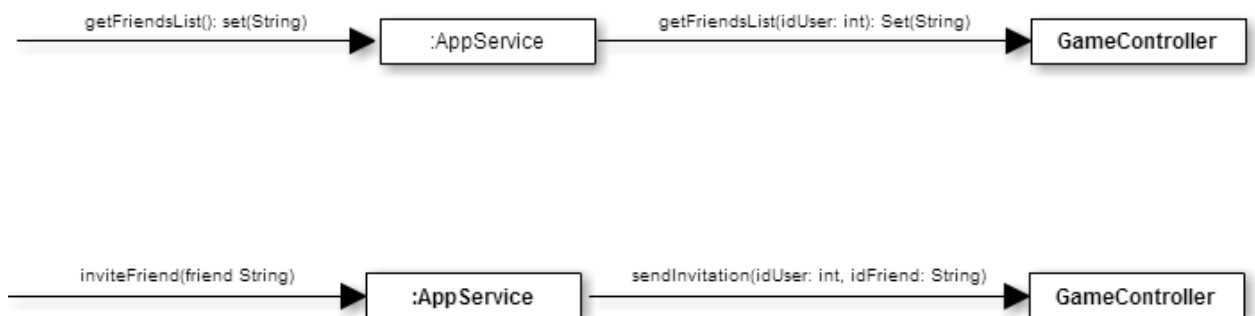 getFriendsList(): set(String)
getFriendsList(idUser: int): Set(String)
:AppService
GameController
inviteFriend(friend String)
sendInvitation(idUser: int, idFriend: String)
:AppService
GameController